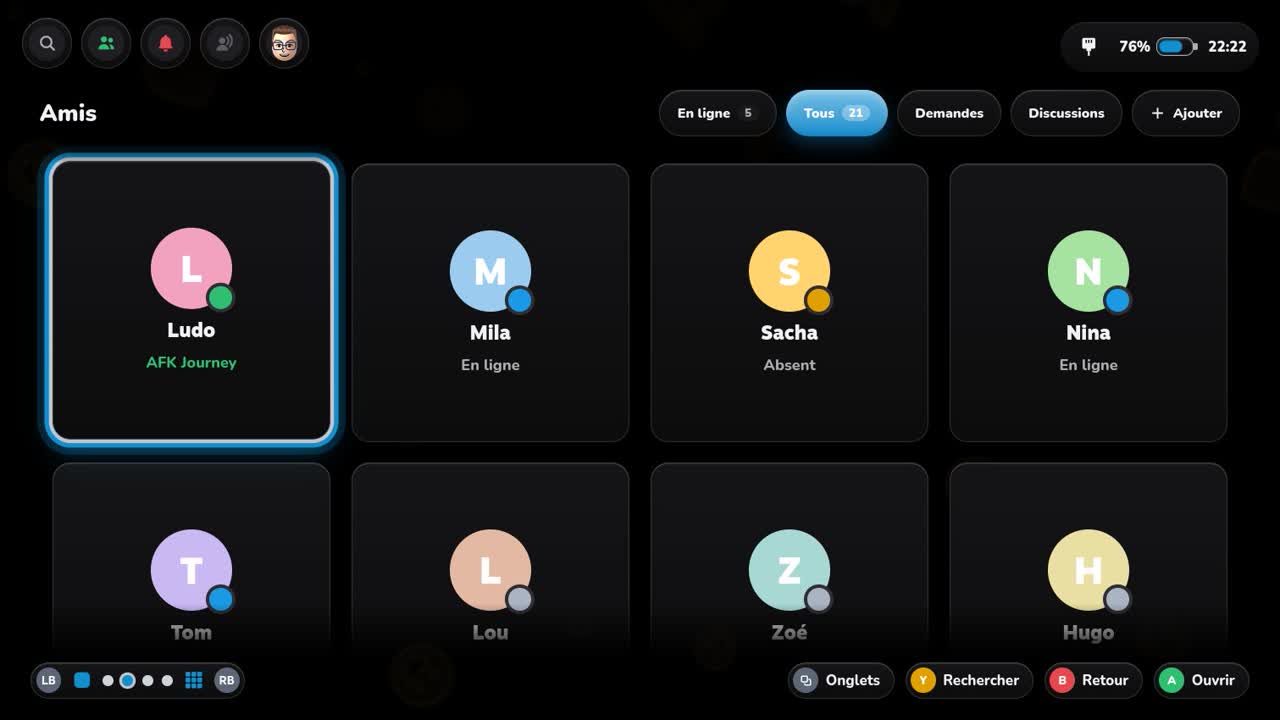 76% 22:22
Amis
En ligne 5 Tous 21 Demandes Discussions + Ajouter
L M S N
Ludo Mila Sacha Nina
AFK Journey En ligne Absent En ligne
T L Z H
Tom Lou Zoé Hugo
LB RB Onglets Y Rechercher B Retour A Ouvrir